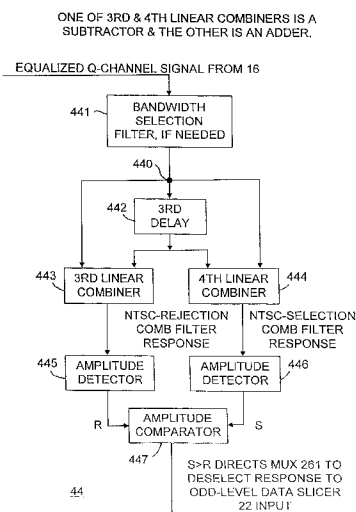 ONE OF 3RD & 4TH LINEAR COMBINERS IS A
SUBTRACTOR & THE OTHER IS AN ADDER.
EQUALIZED Q-CHANNEL SIGNAL FROM 16
441
BANDWIDTH
SELECTION
FILTER, IF NEEDED
440
442
3RD
DELAY
443
3RD LINEAR
COMBINER
4TH LINEAR
COMBINER
444
NTSC-REJECTION
COMB FILTER
RESPONSE
NTSC-SELECTION
COMB FILTER
RESPONSE
445
AMPLITUDE
DETECTOR
AMPLITUDE
DETECTOR
446
R
AMPLITUDE
COMPARATOR
S
447
44
S>R DIRECTS MUX 261 TO
DESELECT RESPONSE TO
ODD-LEVEL DATA SLICER
22 INPUT